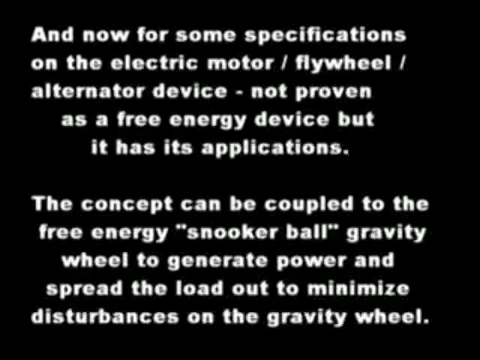 And now for some specifications
on the electric motor / flywheel /
alternator device - not proven
as a free energy device but
it has its applications.
The concept can be coupled to the
free energy "snooker ball" gravity
wheel to generate power and
spread the load out to minimize
disturbances on the gravity wheel.